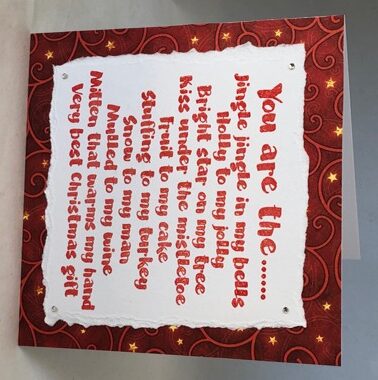 You are the......
Jingle jingle in my bells
Holly to my jolly
Bright star on my tree
Kiss under the mistletoe
Fruit to my cake
Stuffing to my turkey
Snow to my man
Mulled to my wine
Mitten that warms my hand
Very best Christmas gift